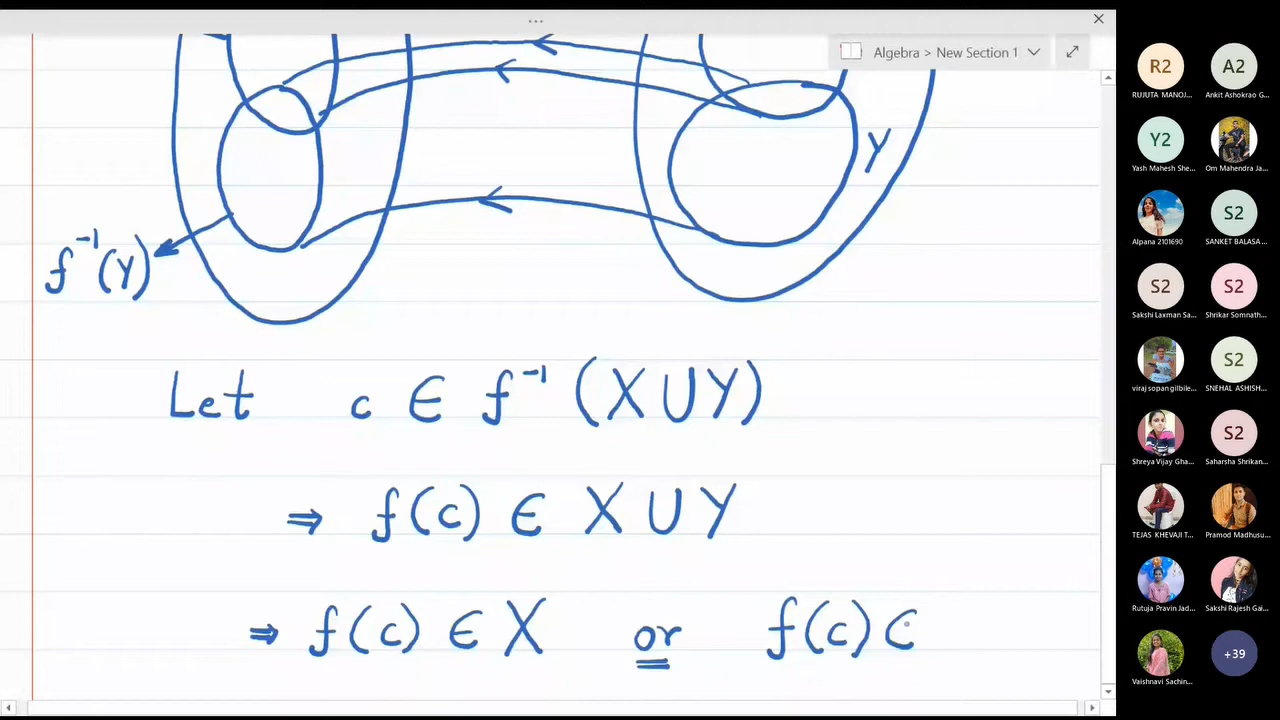 Algebra > New Section 1
Y
f⁻¹(Y)
Let c ∈ f⁻¹ (X ∪ Y)
⇒ f(c) ∈ X ∪ Y
⇒ f(c) ∈ X or f(c) ∈
R2
RUJUTA MANOJ...
A2
Ankit Ashokrao G...
Y2
Yash Mahesh She...
Om Mahendra Ja...
Alpana 2101690
S2
SANKET BALASA...
S2
Sakshi Laxman Sa...
S2
Shrikar Somnath...
viraj sopan gilbile...
S2
SNEHAL ASHISH...
Shreya Vijay Gha...
S2
Saharsha Shrikan...
TEJAS KHEVAJI T...
Pramod Madhusu...
Rutuja Pravin Jad...
Sakshi Rajesh Gai...
Vaishnavi Sachin...
+39